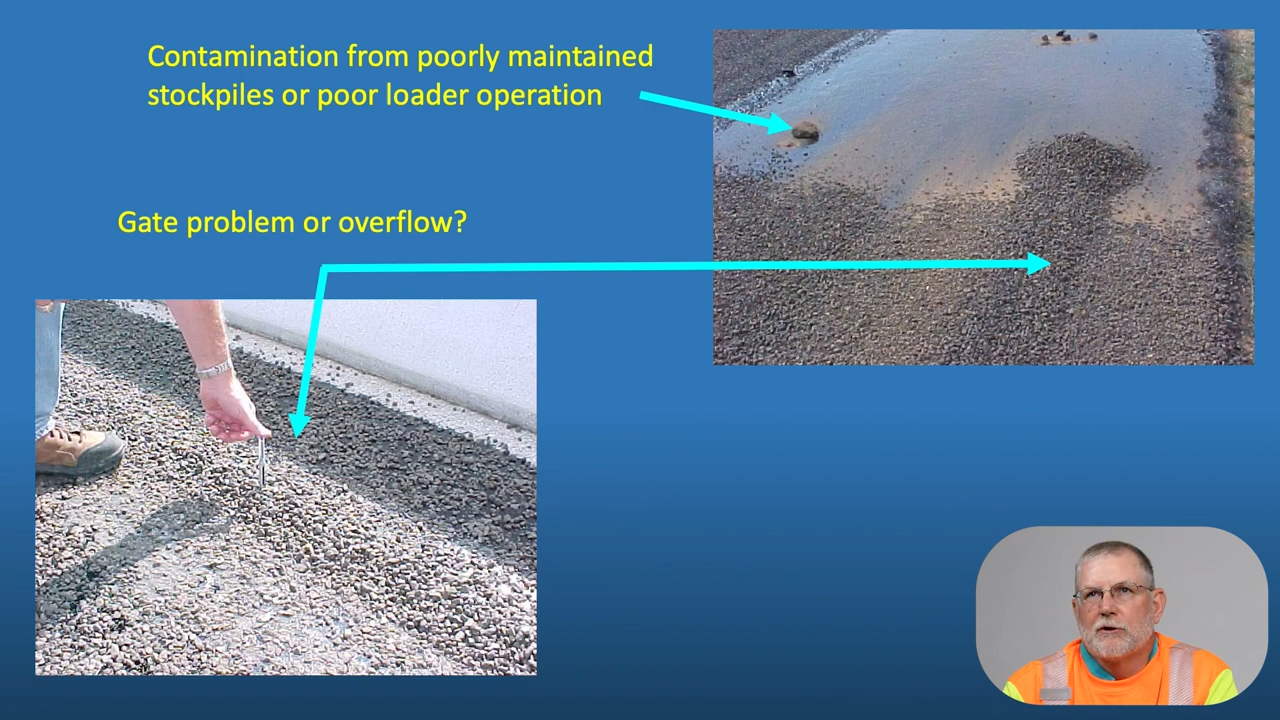 Contamination from poorly maintained
stockpiles or poor loader operation
Gate problem or overflow?